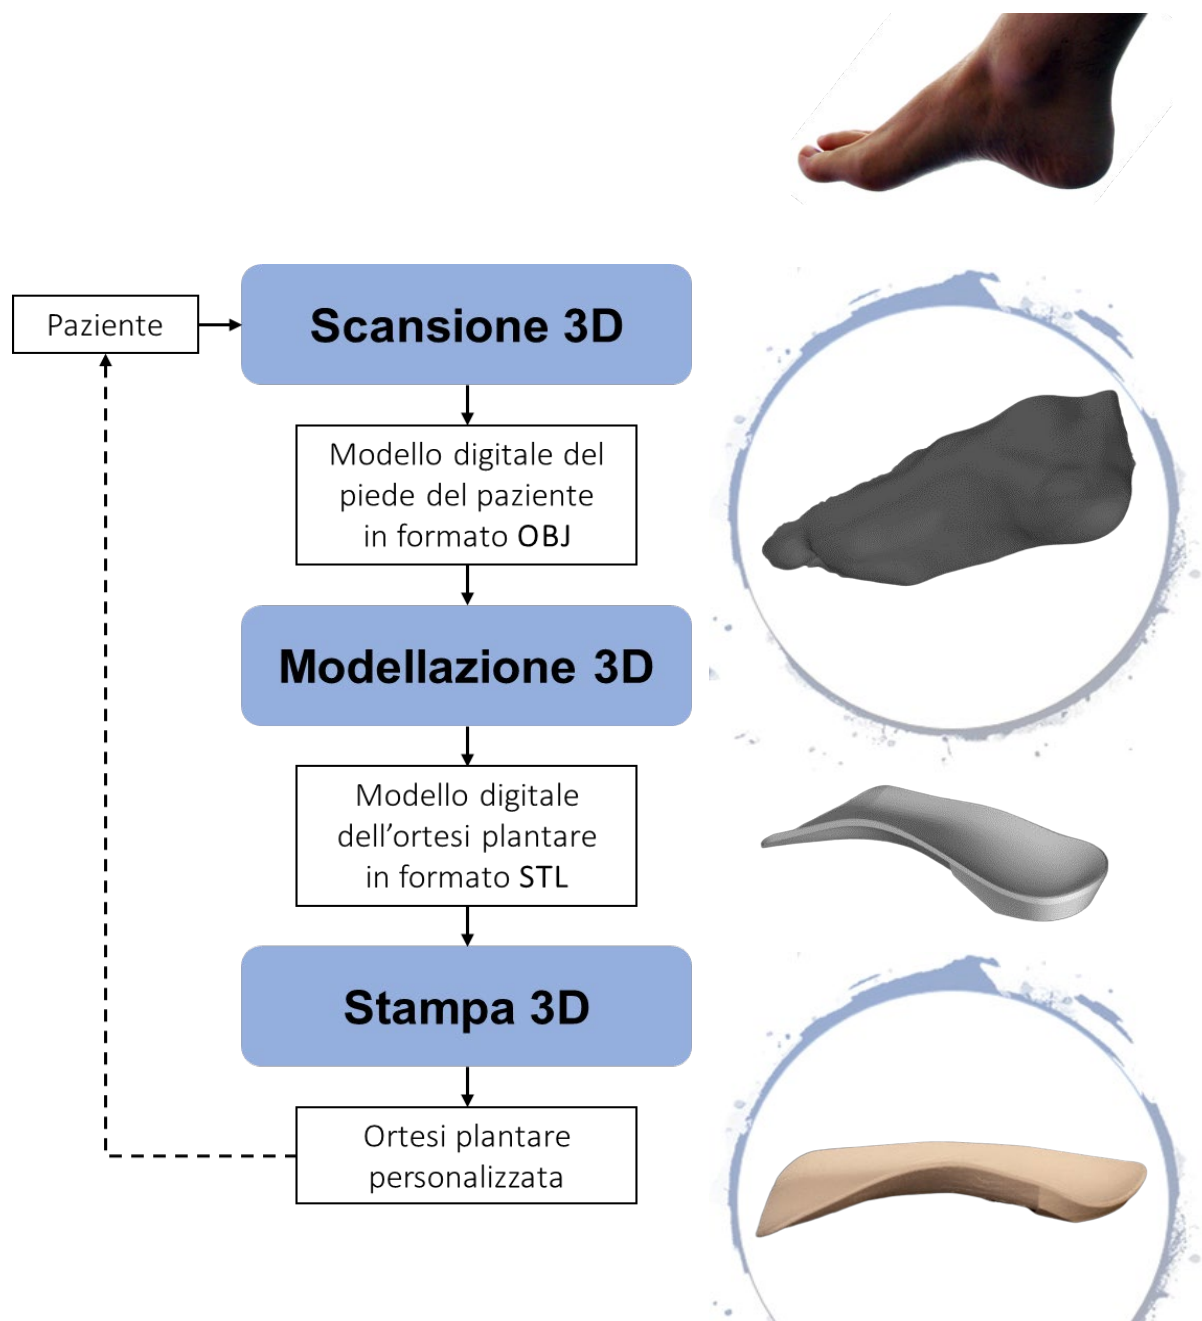 Paziente
Scansione 3D
Modello digitale del
piede del paziente
in formato OBJ
Modellazione 3D
Modello digitale
dell'ortesi plantare
in formato STL
Stampa 3D
Ortesi plantare
personalizzata